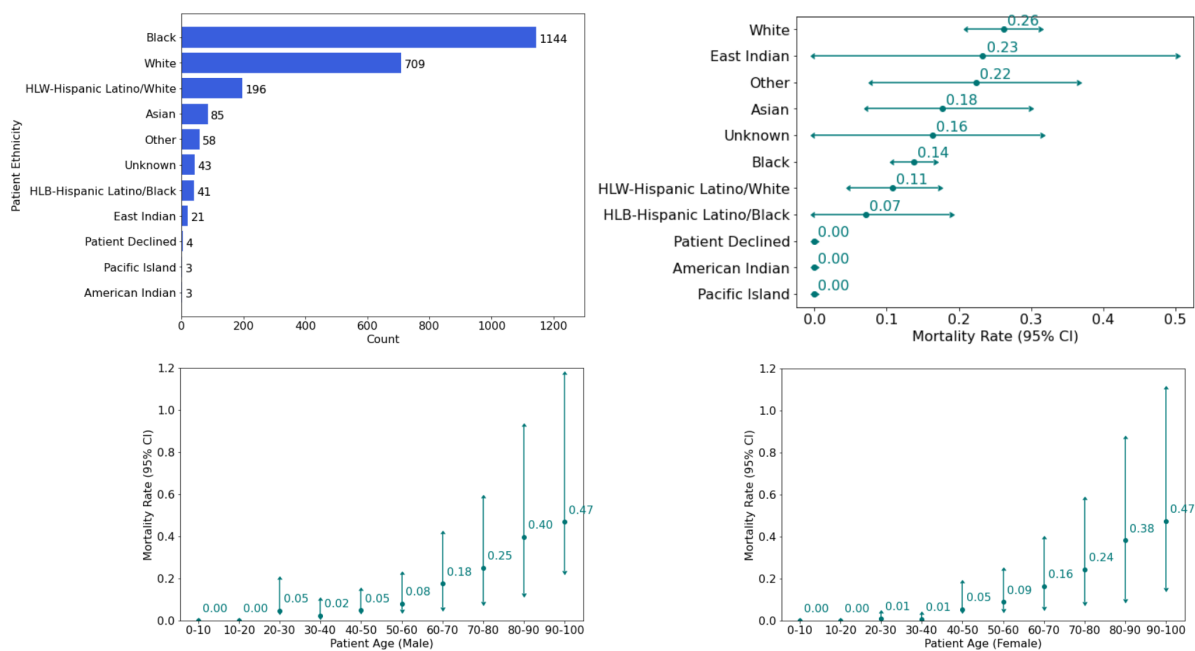 Patient Ethnicity
Black 1144
White 709
HLW-Hispanic Latino/White 196
Asian 85
Other 58
Unknown 43
HLB-Hispanic Latino/Black 41
East Indian 21
Patient Declined 4
Pacific Island 3
American Indian 3
0 200 400 600 800 1000 1200
Count
White 0.26
East Indian 0.23
Other 0.22
Asian 0.18
Unknown 0.16
Black 0.14
HLW-Hispanic Latino/White 0.11
HLB-Hispanic Latino/Black 0.07
Patient Declined 0.00
American Indian 0.00
Pacific Island 0.00
0.0 0.1 0.2 0.3 0.4 0.5
Mortality Rate (95% CI)
Mortality Rate (95% CI)
1.2
1.0
0.8
0.6
0.4
0.2
0.0
0.00 0.00 0.05 0.02 0.05 0.08 0.18 0.25 0.40 0.47
0-10 10-20 20-30 30-40 40-50 50-60 60-70 70-80 80-90 90-100
Patient Age (Male)
Mortality Rate (95% CI)
1.2
1.0
0.8
0.6
0.4
0.2
0.0
0.00 0.00 0.01 0.01 0.05 0.09 0.16 0.24 0.38 0.47
0-10 10-20 20-30 30-40 40-50 50-60 60-70 70-80 80-90 90-100
Patient Age (Female)